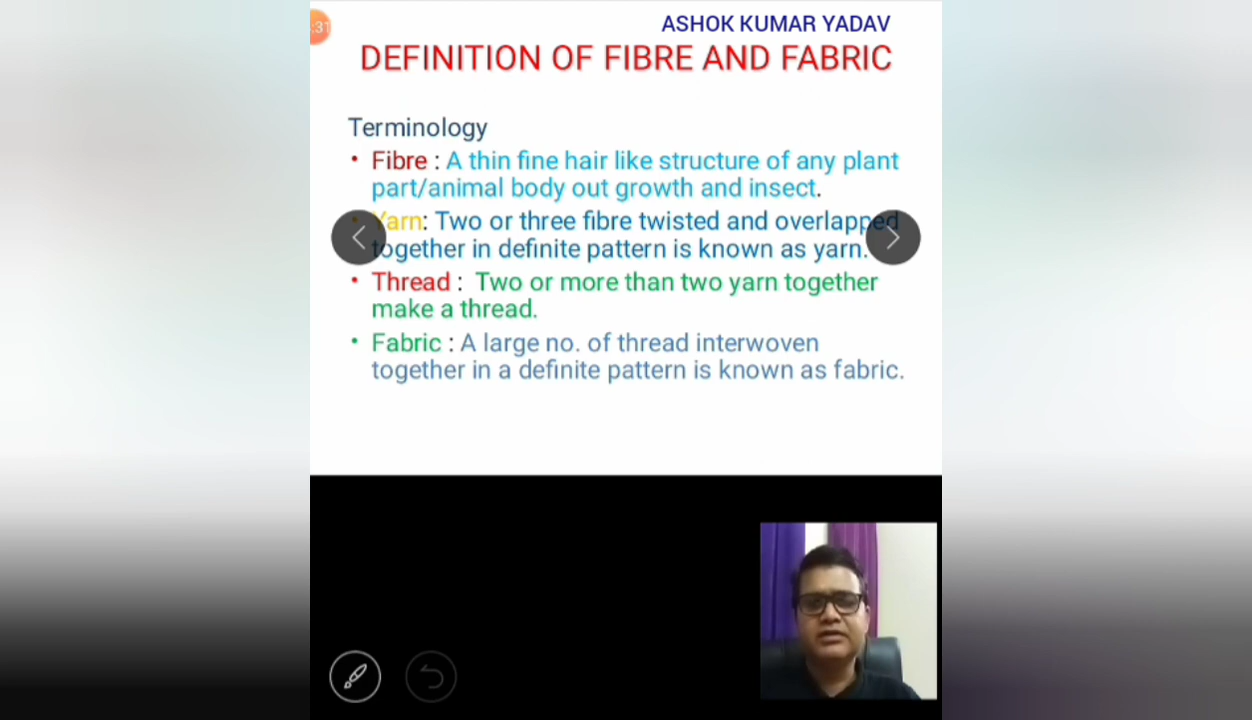 :31
ASHOK KUMAR YADAV
DEFINITION OF FIBRE AND FABRIC
Terminology
• Fibre : A thin fine hair like structure of any plant
part/animal body out growth and insect.
• Yarn: Two or three fibre twisted and overlapped
together in definite pattern is known as yarn.
• Thread : Two or more than two yarn together
make a thread.
• Fabric : A large no. of thread interwoven
together in a definite pattern is known as fabric.